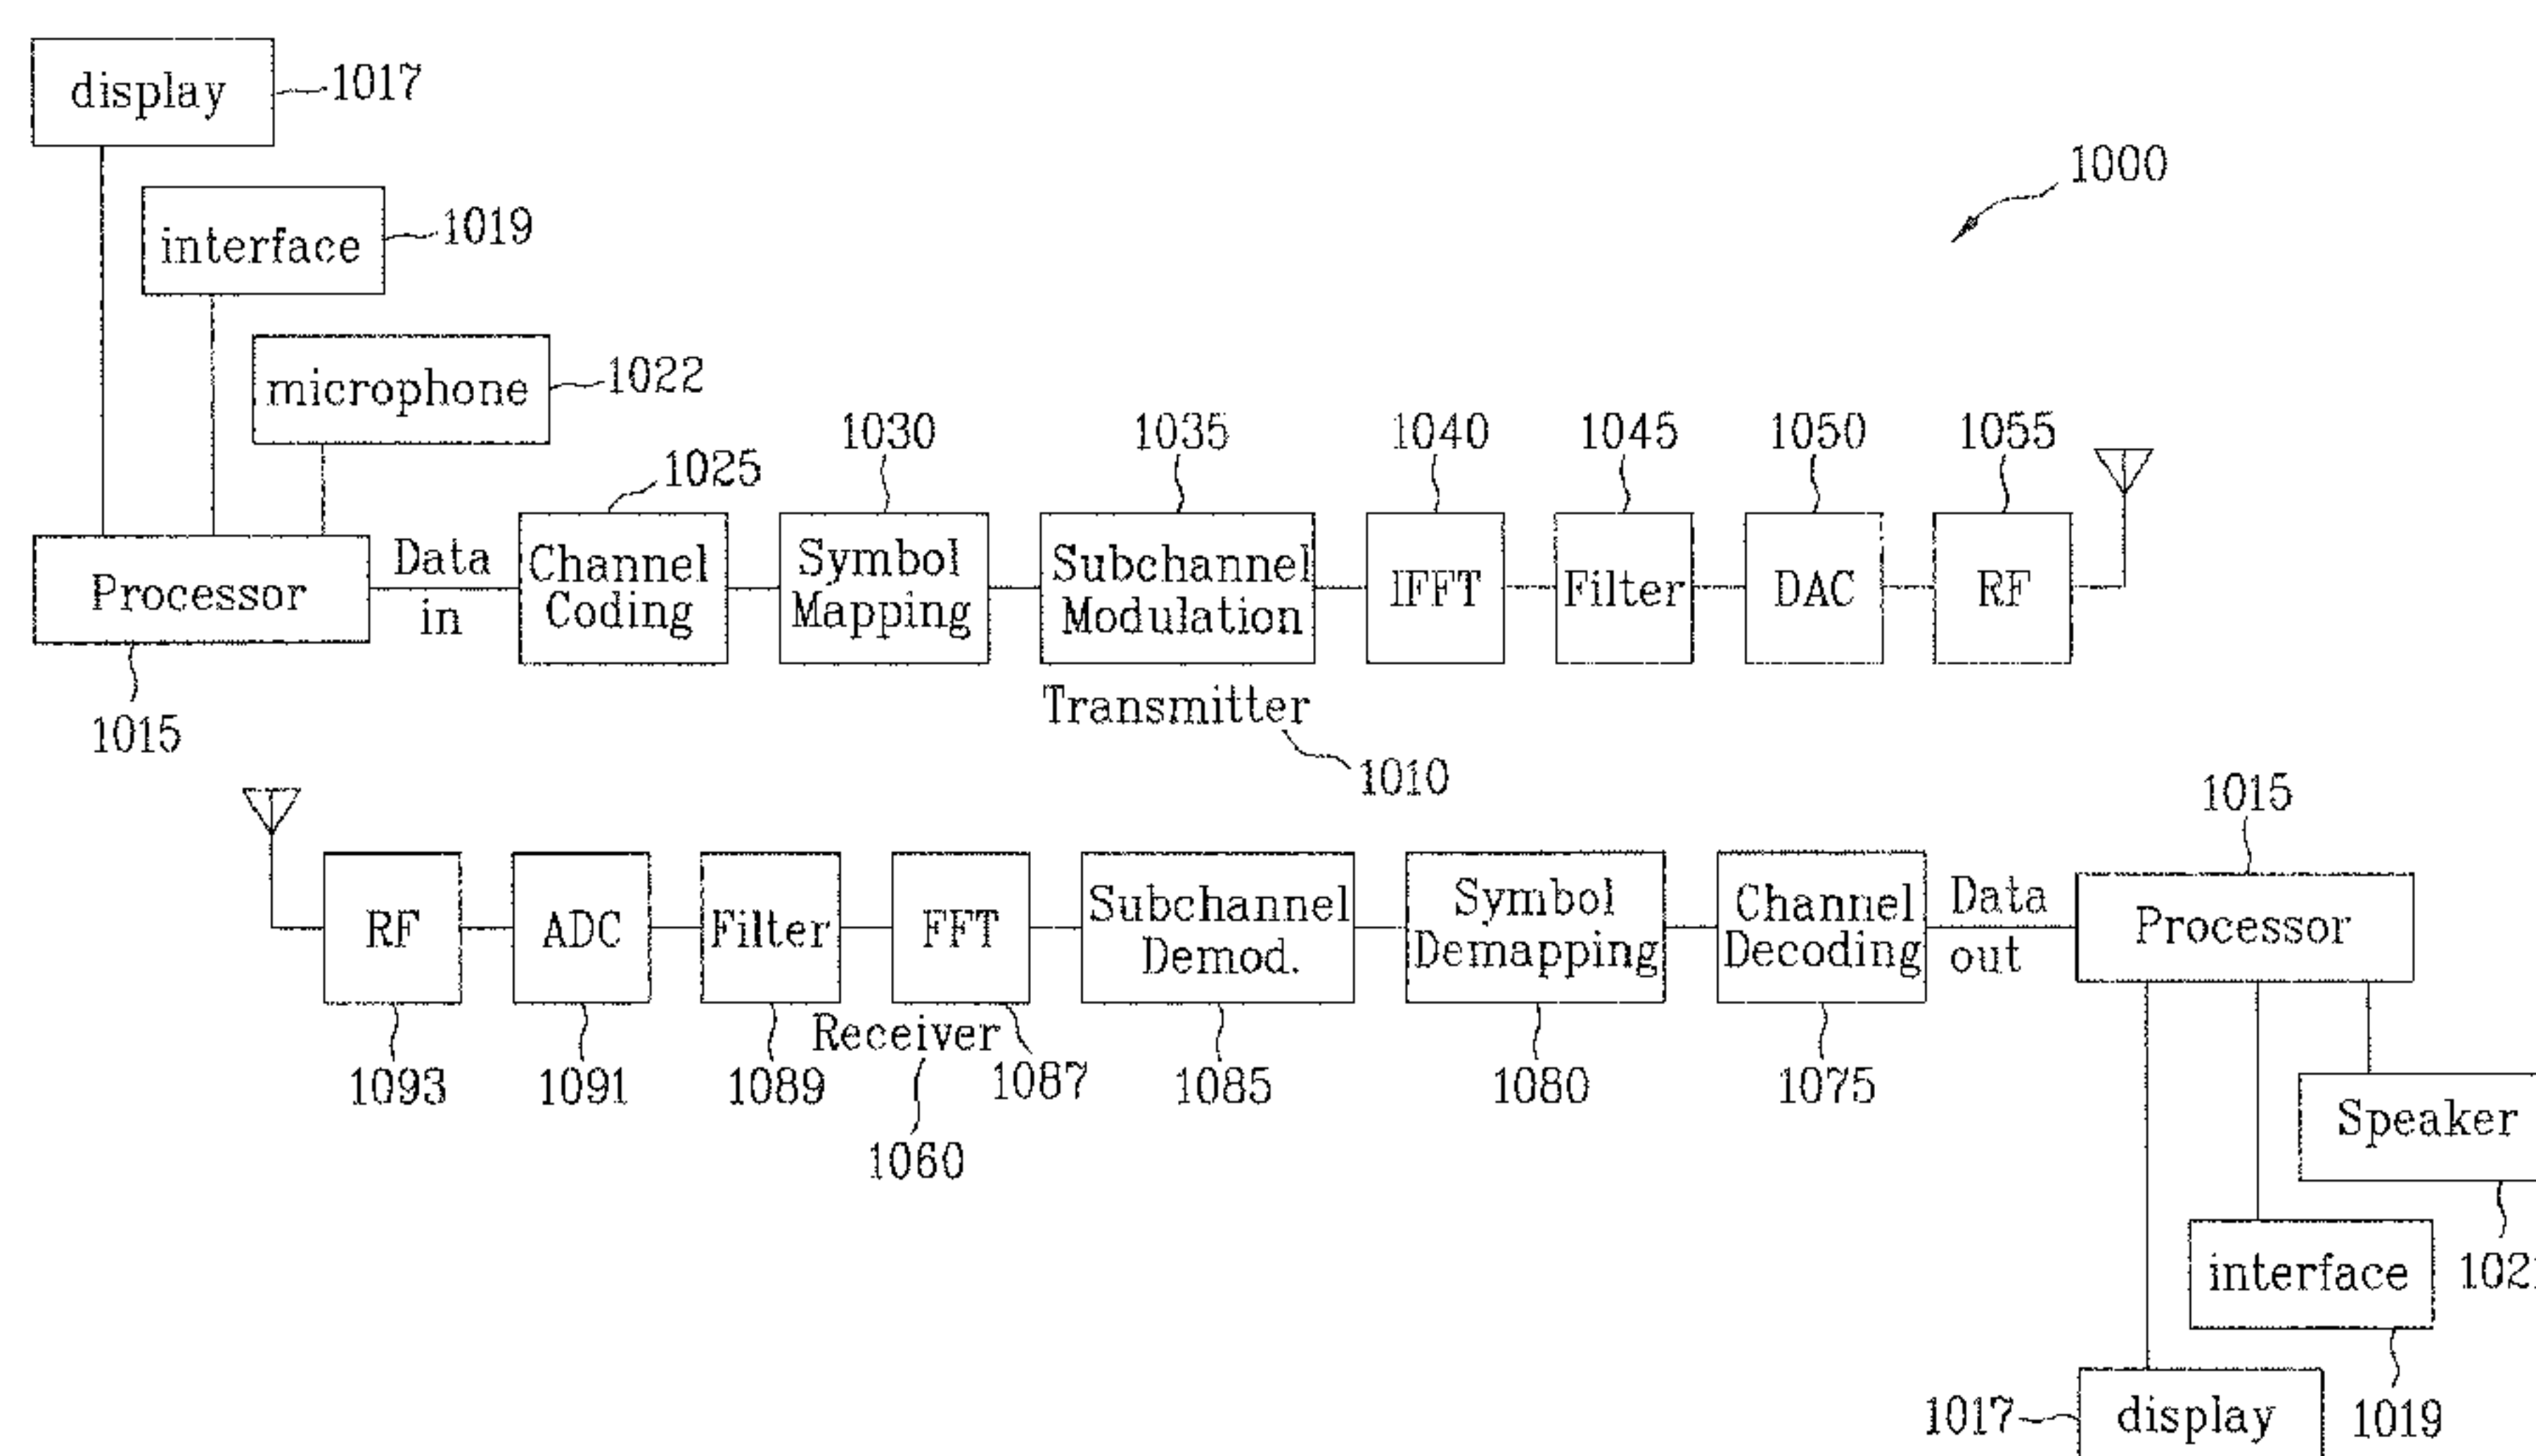 display
1017
1000
interface
1019
microphone
1022
1025
1030
1035
1040
1045
1050
1055
Processor
Data
in
Channel
Coding
Symbol
Mapping
Subchannel
Modulation
IFFT
Filter
DAC
RF
1015
Transmitter
1010
1015
RF
ADC
Filter
FFT
Subchannel
Demod.
Symbol
Demapping
Channel
Decoding
Data
out
Processor
Receiver
1093
1091
1089
1087
1085
1080
1075
1060
Speaker
interface
display
1017
1019